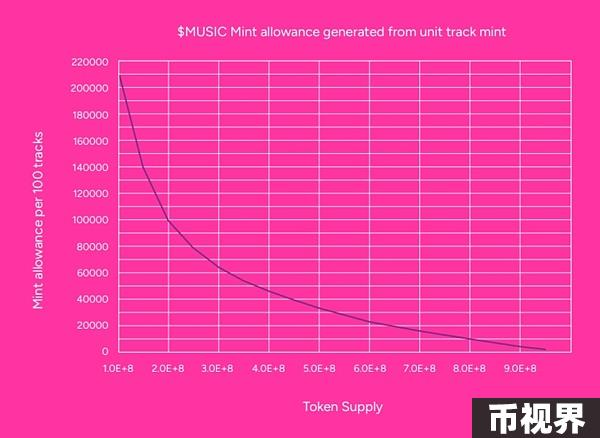 $MUSIC Mint allowance generated from unit track mint
Mint allowance per 100 tracks
220000
200000
180000
160000
140000
120000
100000
80000
60000
40000
20000
0
1.0E+8 2.0E+8 3.0E+8 4.0E+8 5.0E+8 6.0E+8 7.0E+8 8.0E+8 9.0E+8
Token Supply
币视界